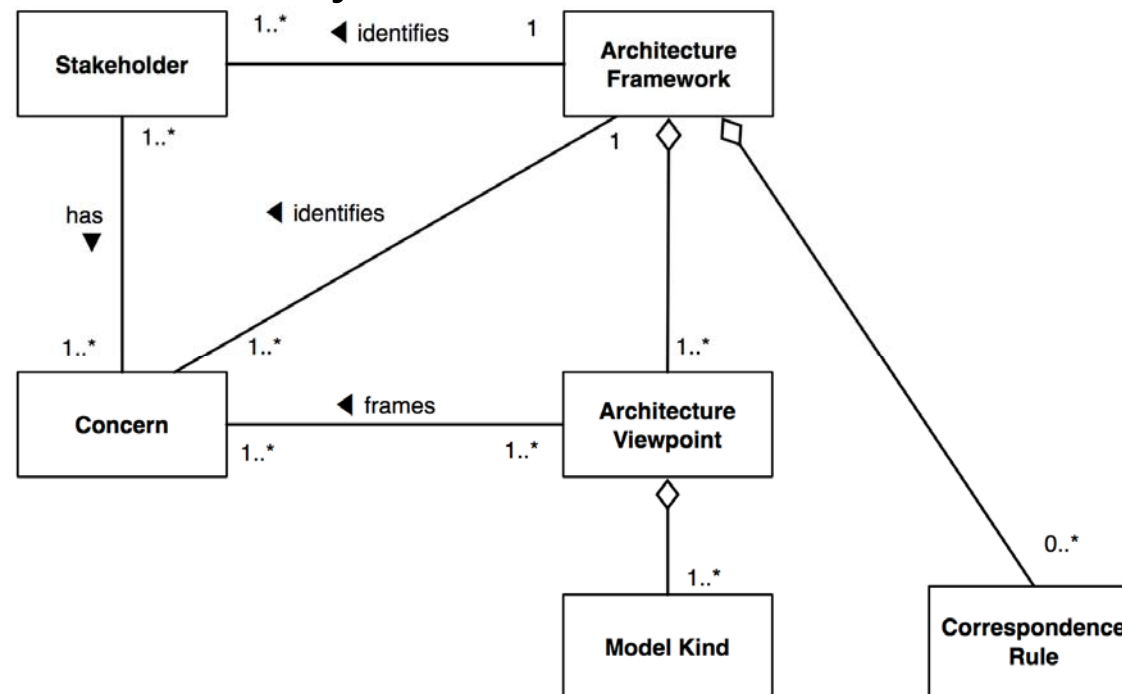 1..*
◀ identifies
1
Stakeholder
Architecture
Framework
1..*
1
has
▼
◀ identifies
1..*
1..*
1..*
◀ frames
Concern
Architecture
Viewpoint
1..*
1..*
0..*
1..*
Model Kind
Correspondence
Rule